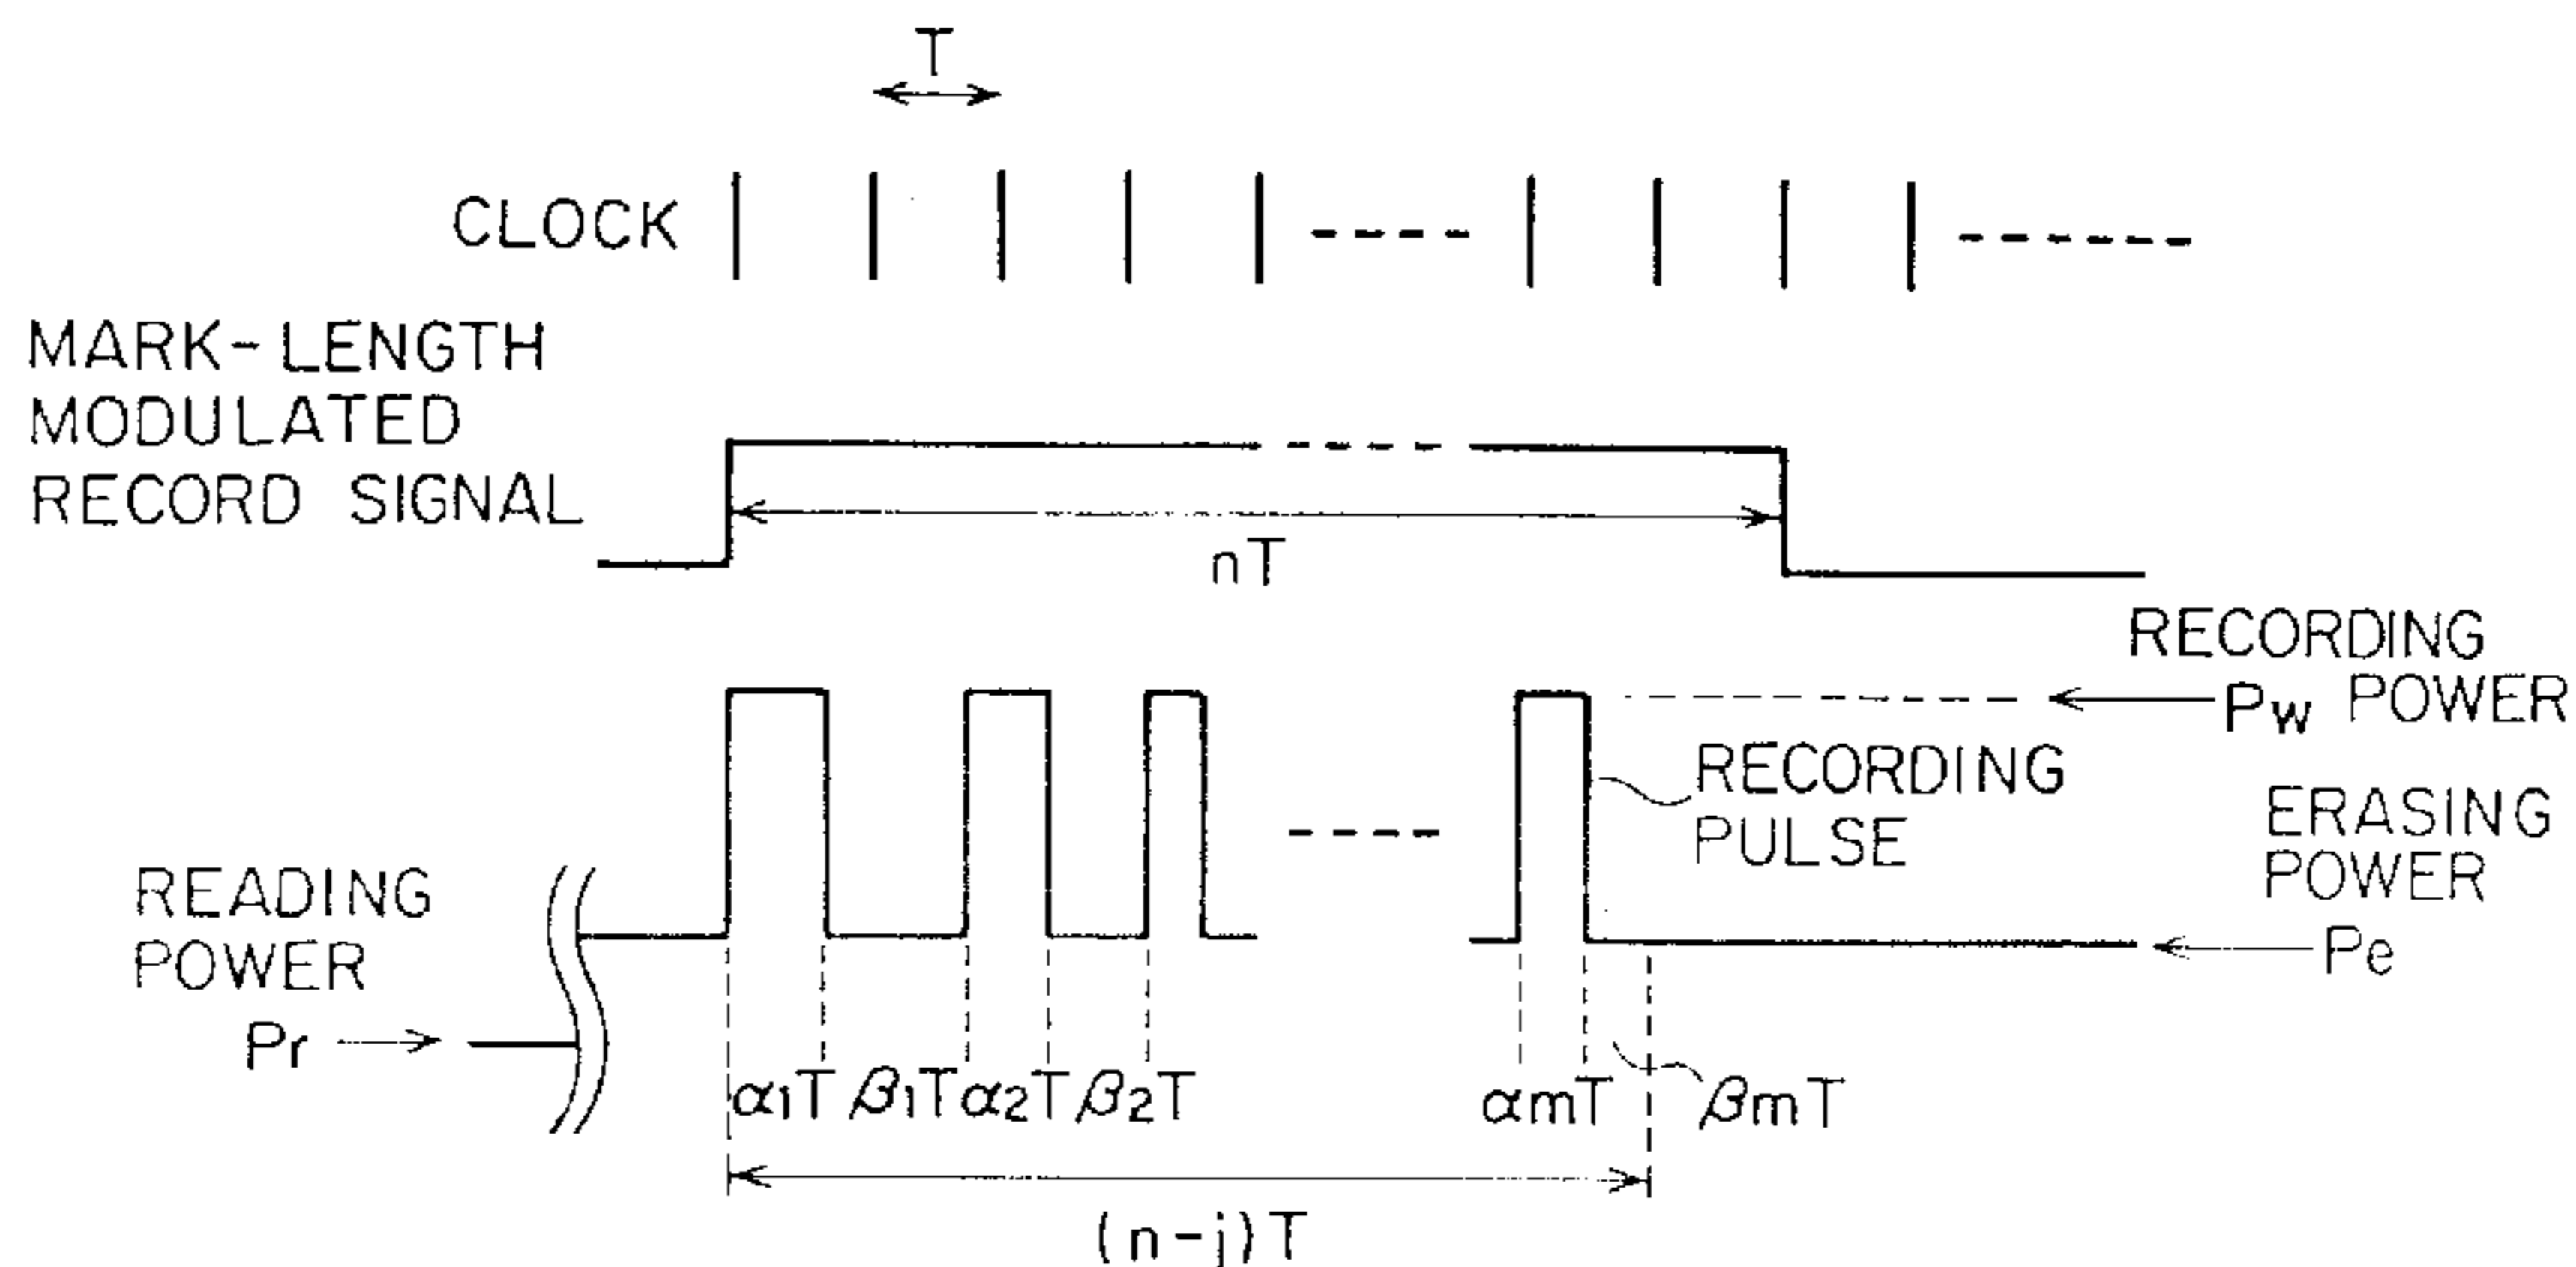 T
CLOCK
MARK-LENGTH
MODULATED
RECORD SIGNAL
nT
RECORDING
Pw POWER
RECORDING
PULSE
ERASING
POWER
Pe
READING
POWER
Pr
α1T β1T α2T β2T αmT βmT
(n-j)T